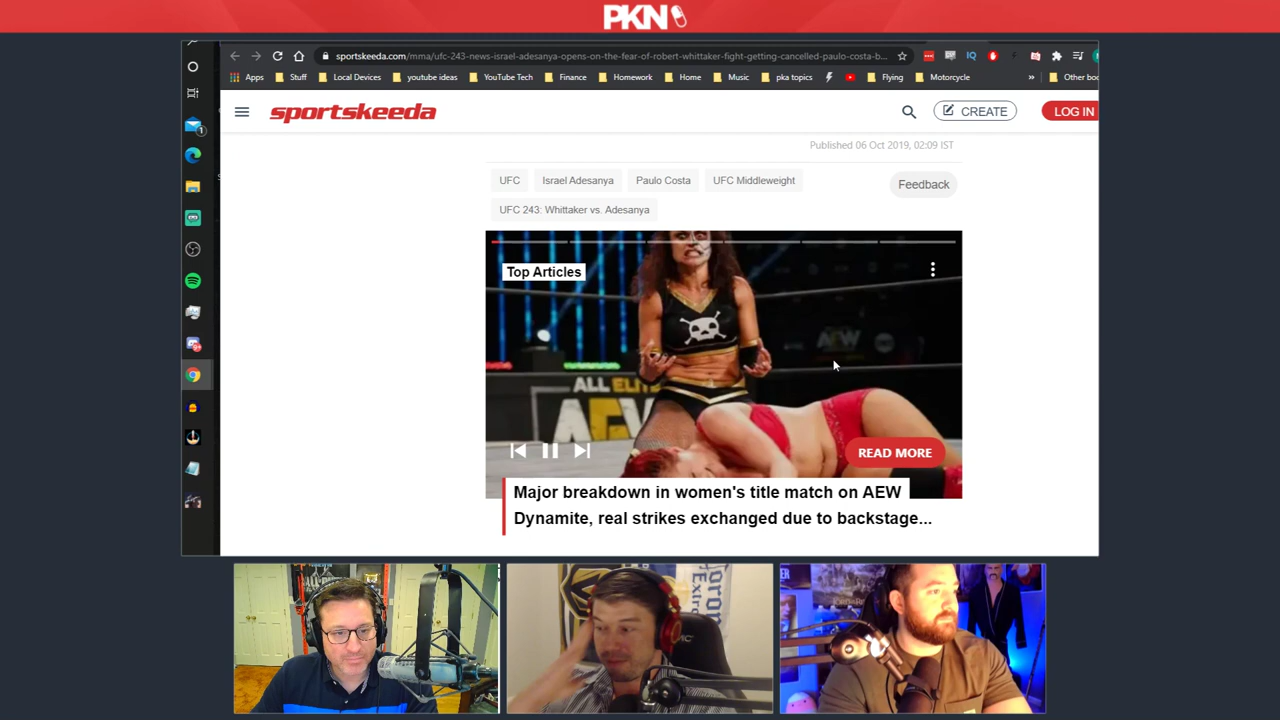 PKN
sportskeeda.com/mma/ufc-243-news-israel-adesanya-opens-on-the-fear-of-robert-whittaker-fight-getting-cancelled-paulo-costa-b...
Apps Stuff Local Devices youtube ideas YouTube Tech Finance Homework Home Music pka topics Flying Motorcycle » Other boo
sportskeeda CREATE LOG IN
Published 06 Oct 2019, 02:09 IST
UFC Israel Adesanya Paulo Costa UFC Middleweight Feedback
UFC 243: Whittaker vs. Adesanya
Top Articles
AEW
ALL ELIT
AEW
READ MORE
Major breakdown in women's title match on AEW
Dynamite, real strikes exchanged due to backstage...